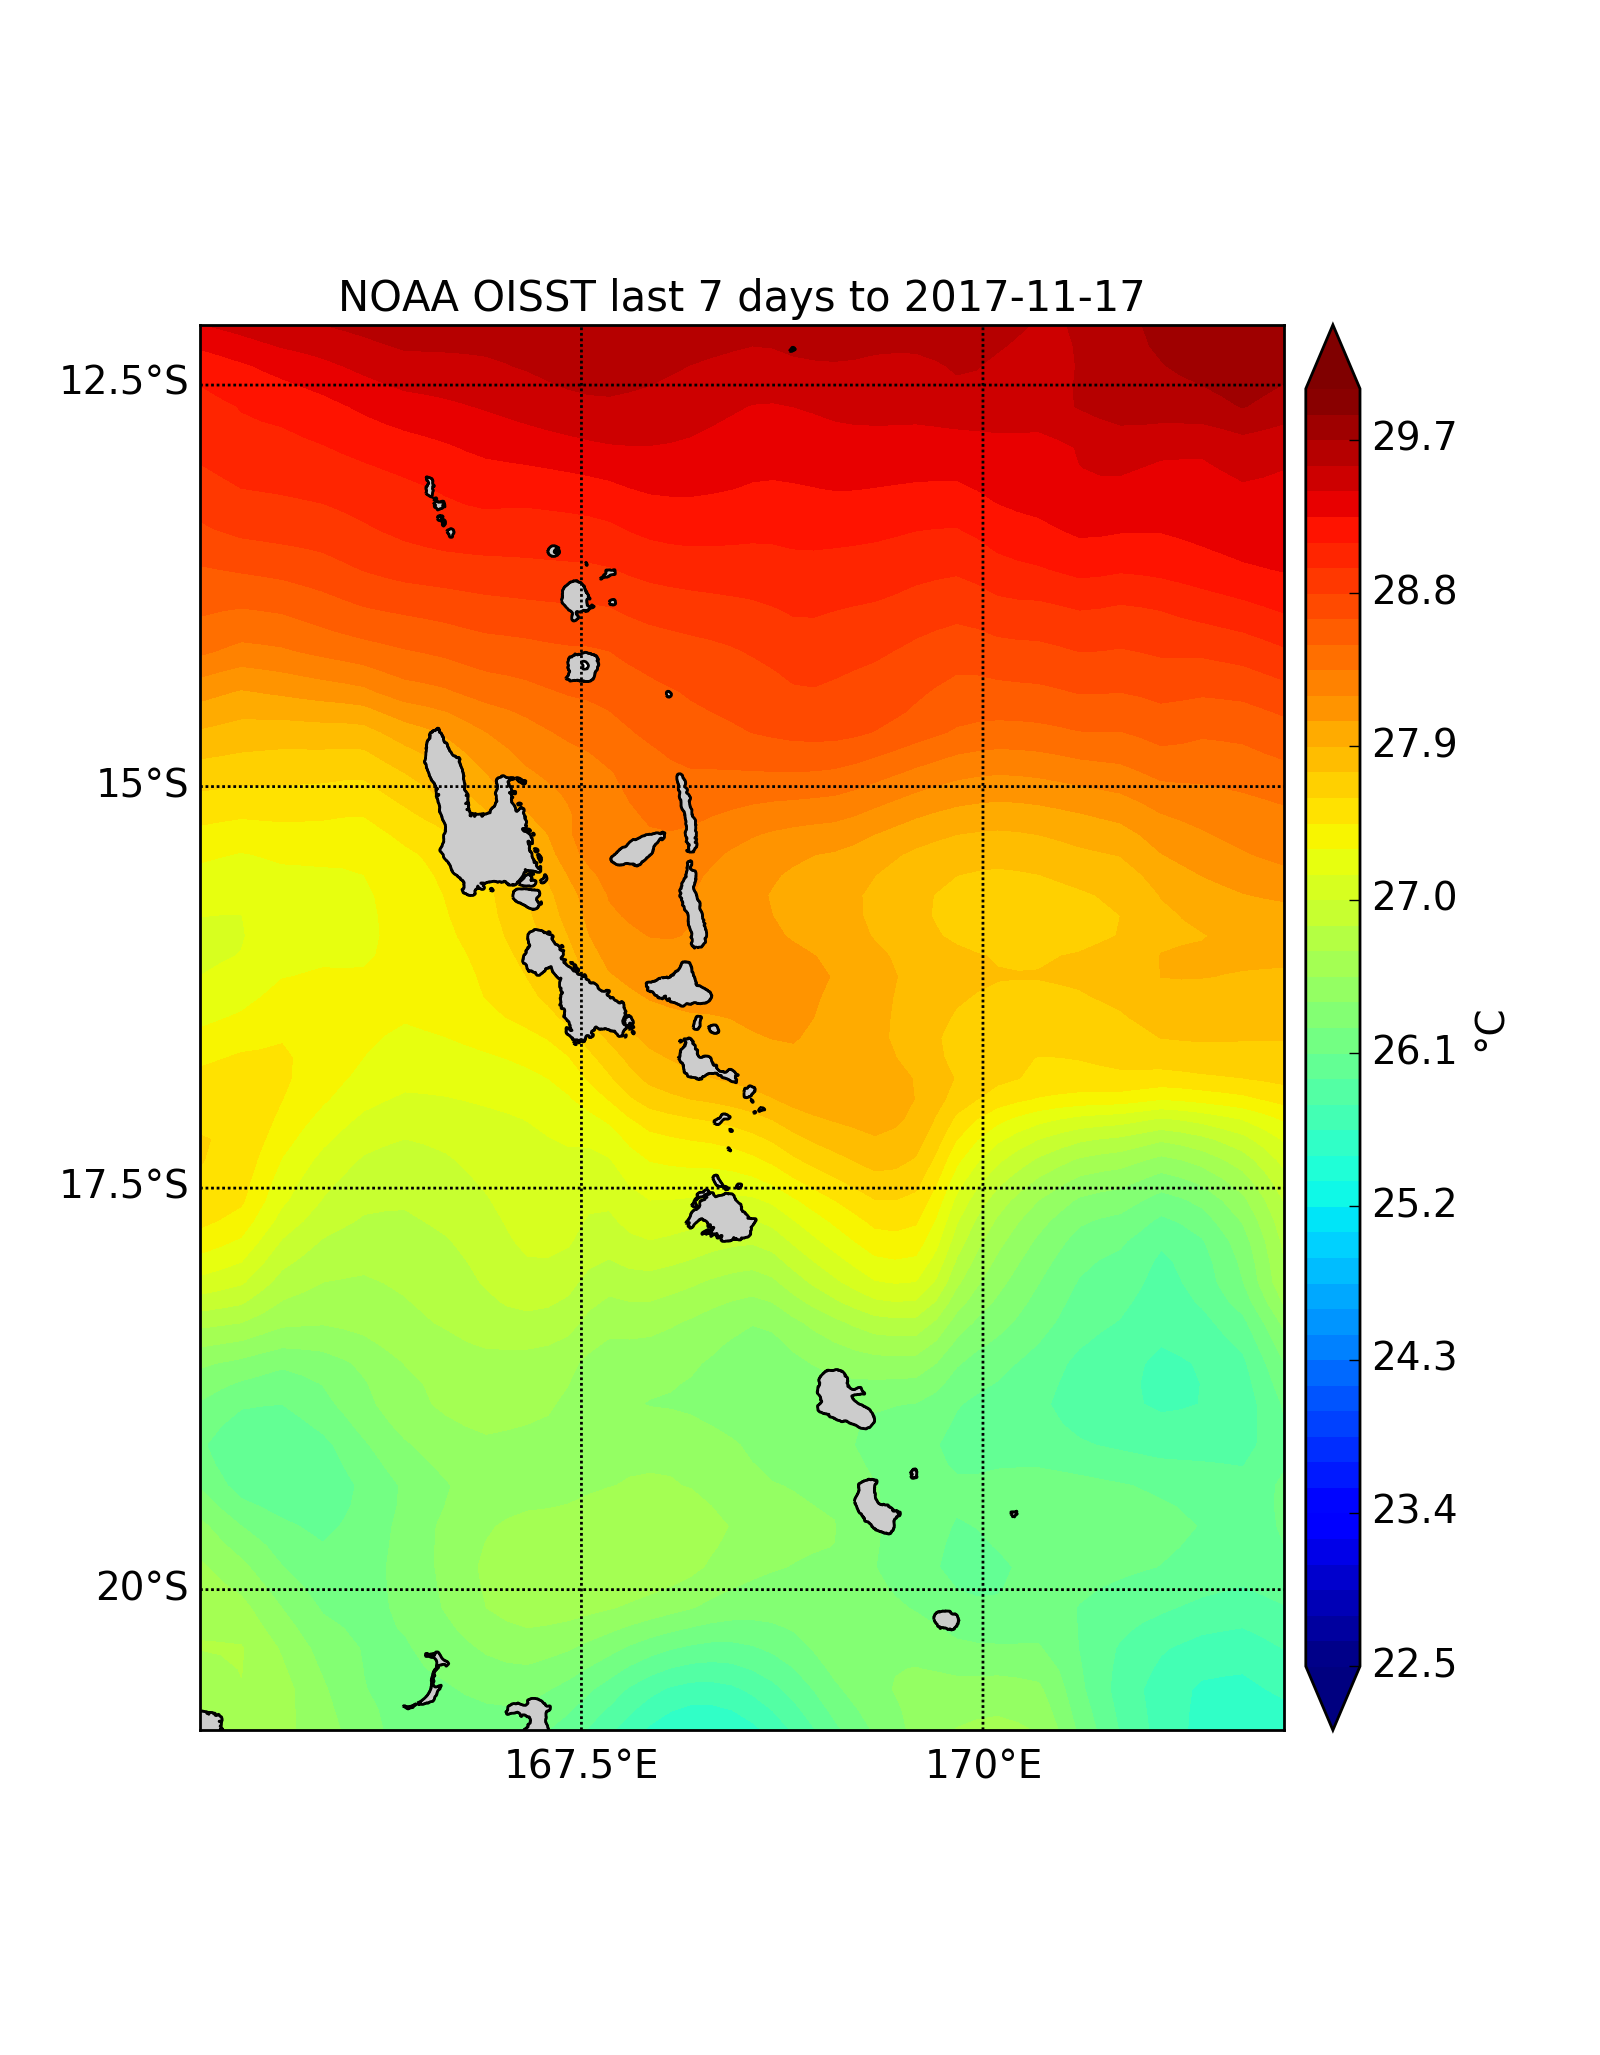 NOAA OISST last 7 days to 2017-11-17
12.5°S
15°S
17.5°S
20°S
167.5°E
170°E
29.7
28.8
27.9
27.0
26.1
25.2
24.3
23.4
22.5
°C